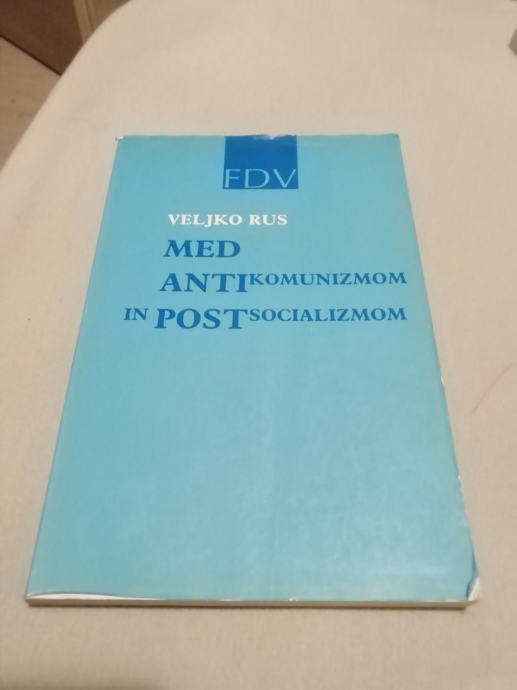 FDV
VELJKO RUS
MED
ANTIKOMUNIZMOM
IN POSTSOCIALIZMOM